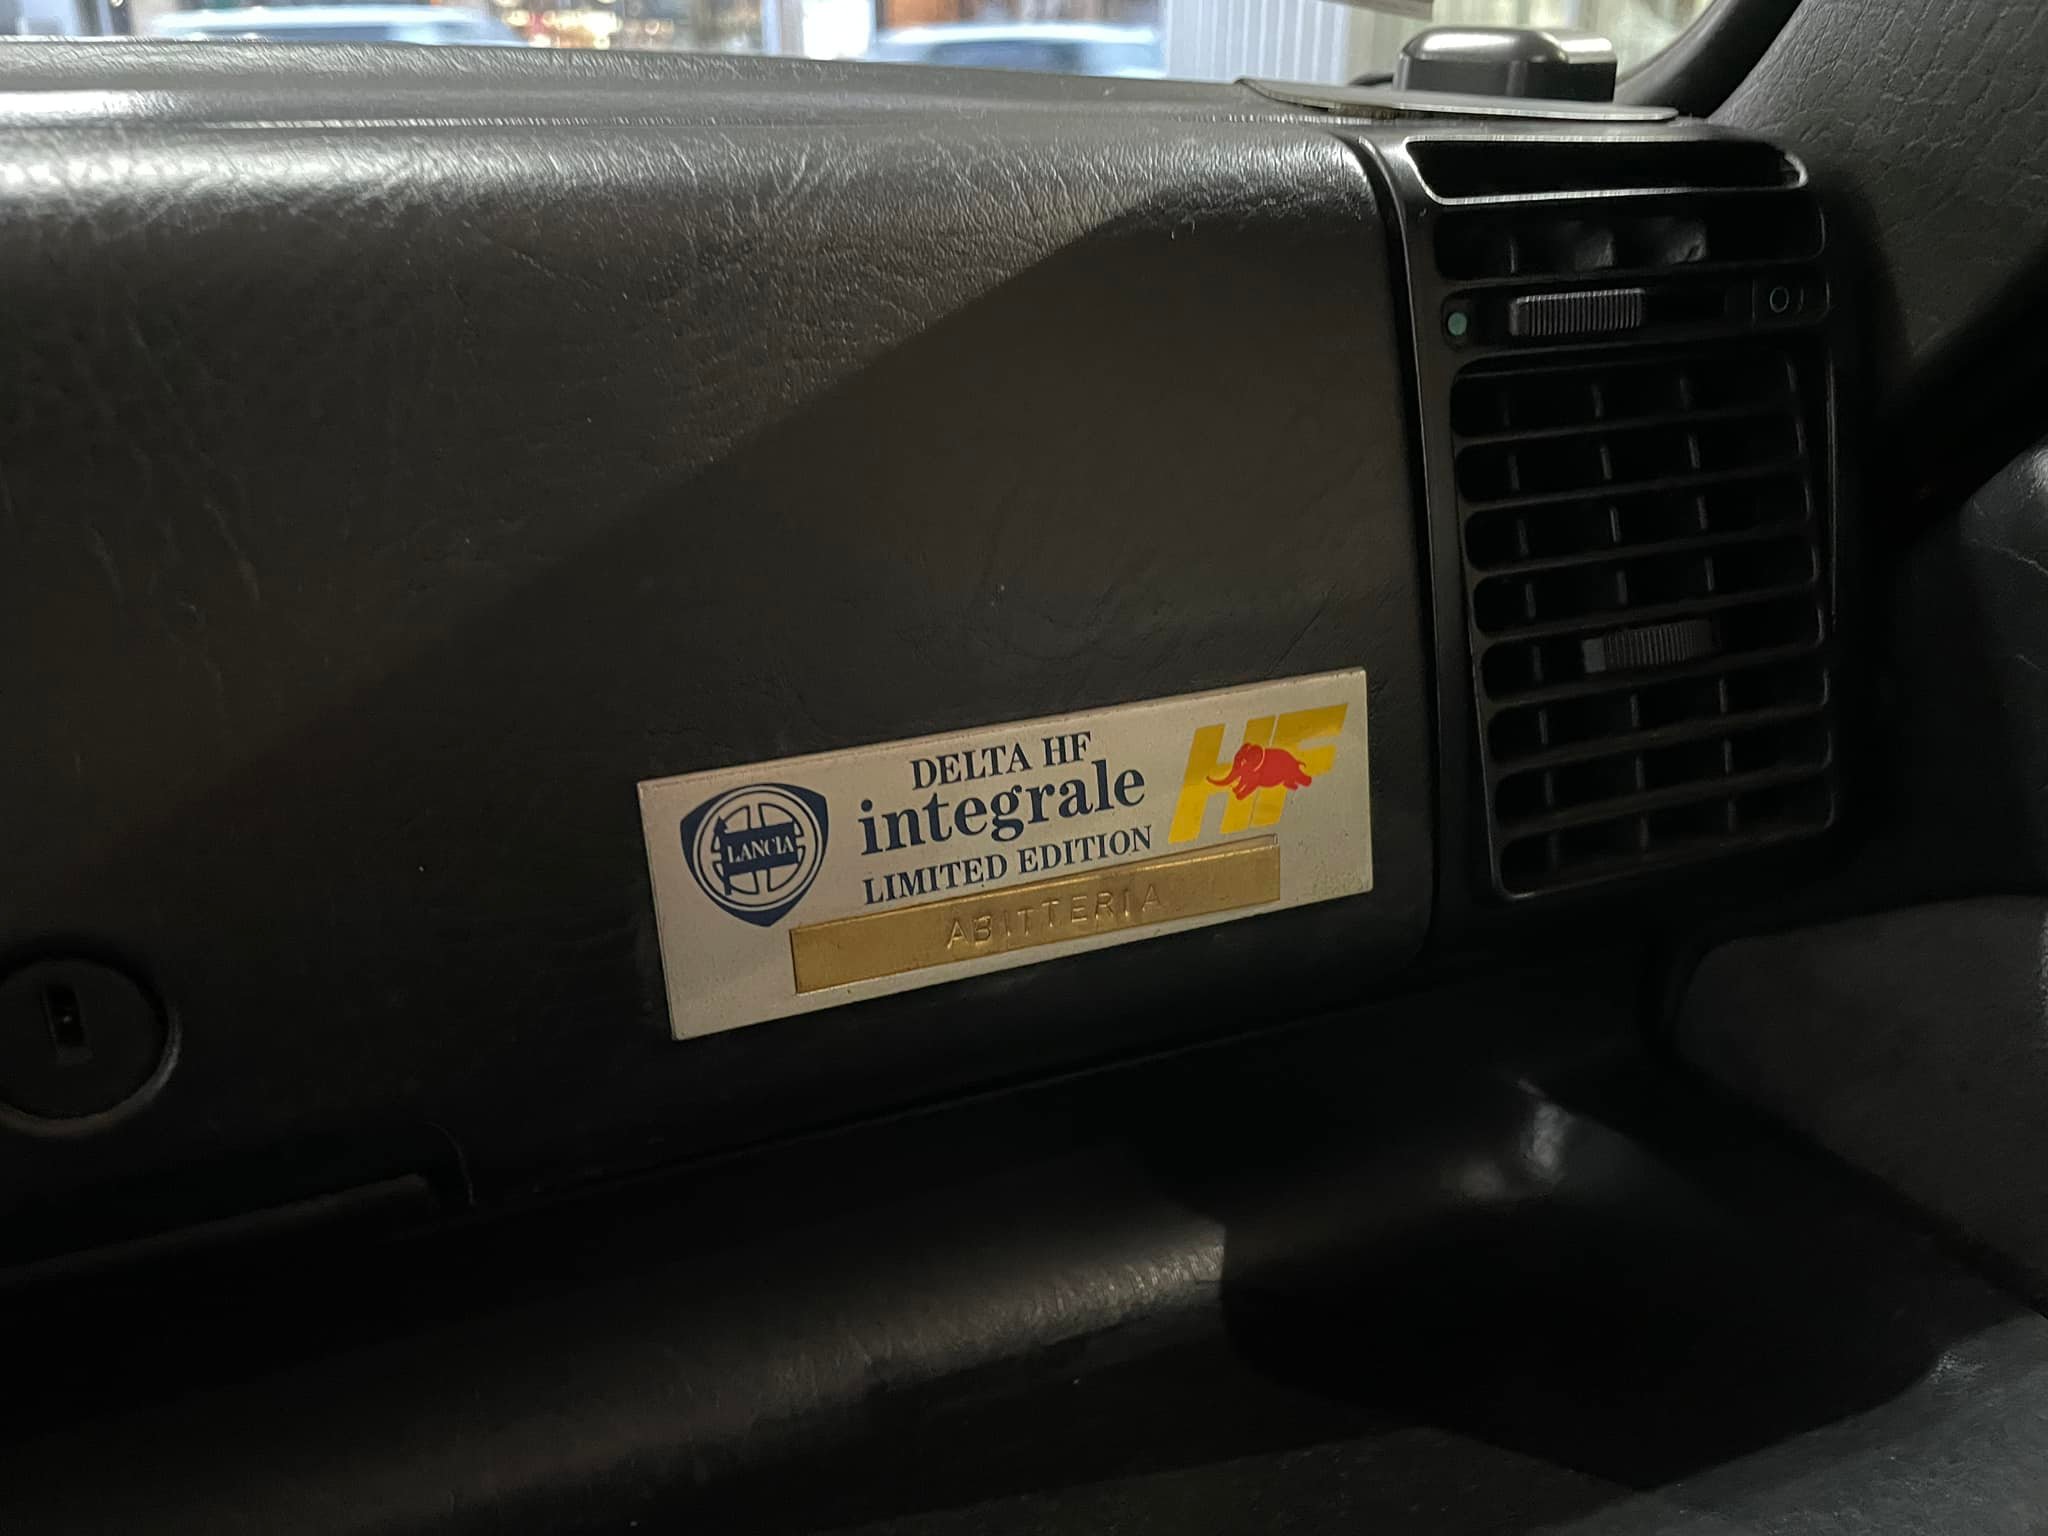 DELTA HF
integrale
LIMITED EDITION
LANCIA
HF
ABITTERIA